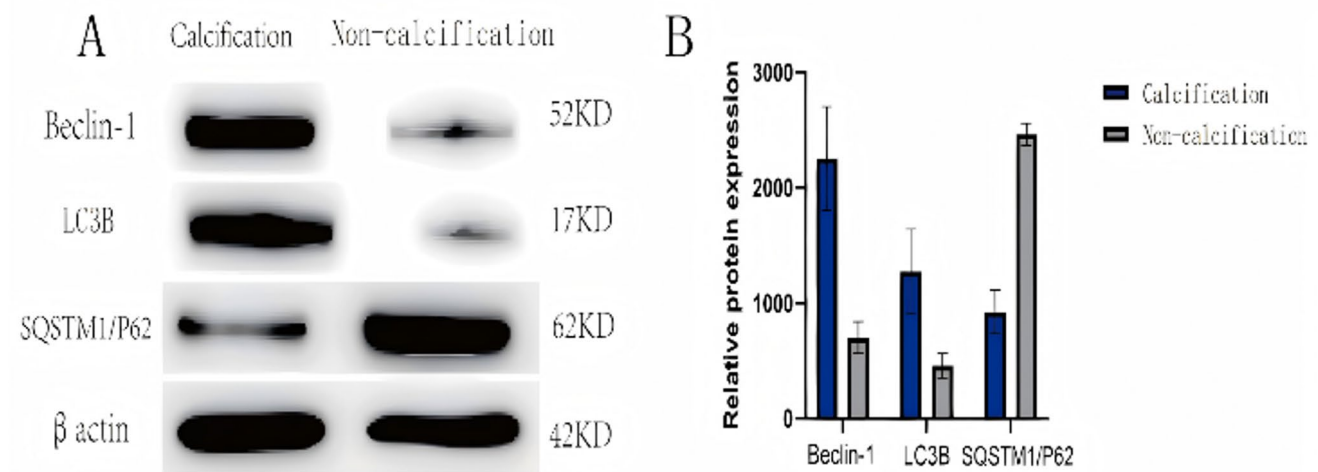 A
Calcification Non-calcification
Beclin-1 52KD
LC3B 17KD
SQSTM1/P62 62KD
β actin 42KD
B
Relative protein expression
3000
2000
1000
0
Beclin-1 LC3B SQSTM1/P62
Calcification
Non-calcification